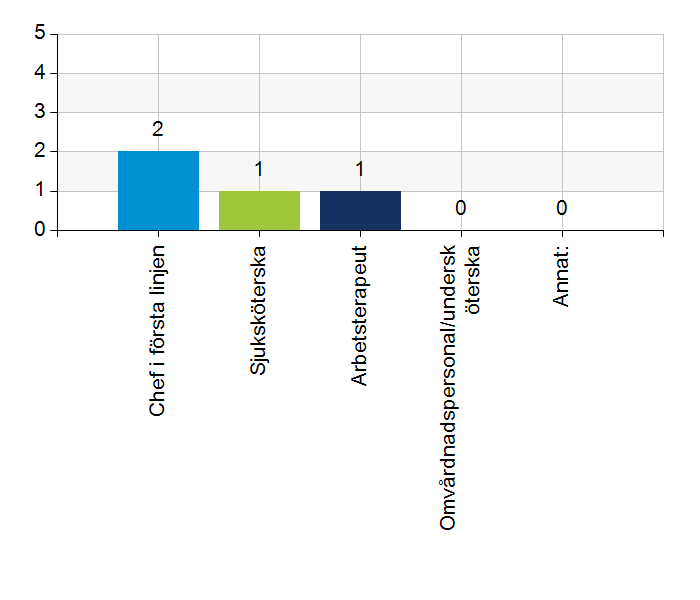 5
4
3
2
1
0
2
1
1
0
0
Chef i första linjen
Sjuksköterska
Arbetsterapeut
Omvårdnadspersonal/undersk
öterska
Annat: